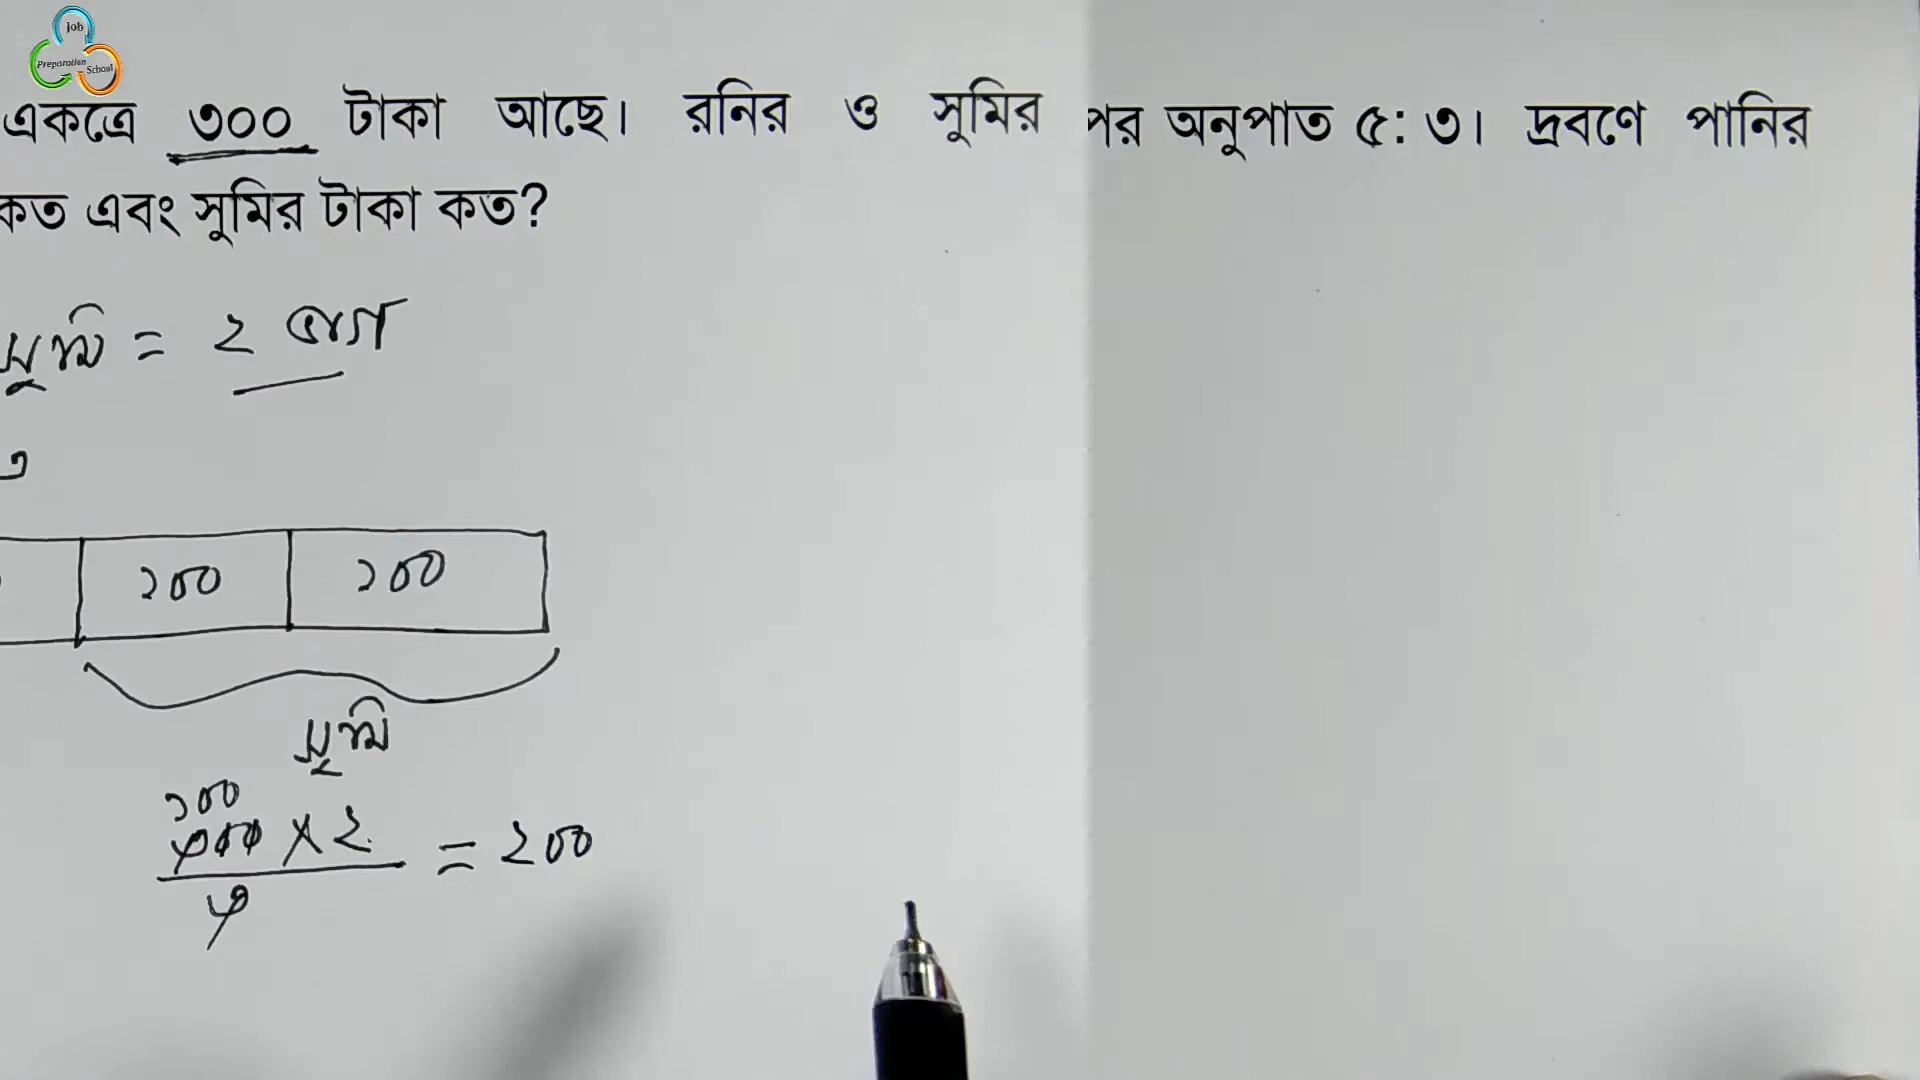 job
Preparation
School
একত্রে ৩০০ টাকা আছে। রনির ও সুমির
কত এবং সুমির টাকা কত?
সুমি = ২ ভাগ
১০০ ১০০
সুমি
১০০
৩০০ × ২ = ২০০
৩
পর অনুপাত ৫: ৩। দ্রবণে পানির